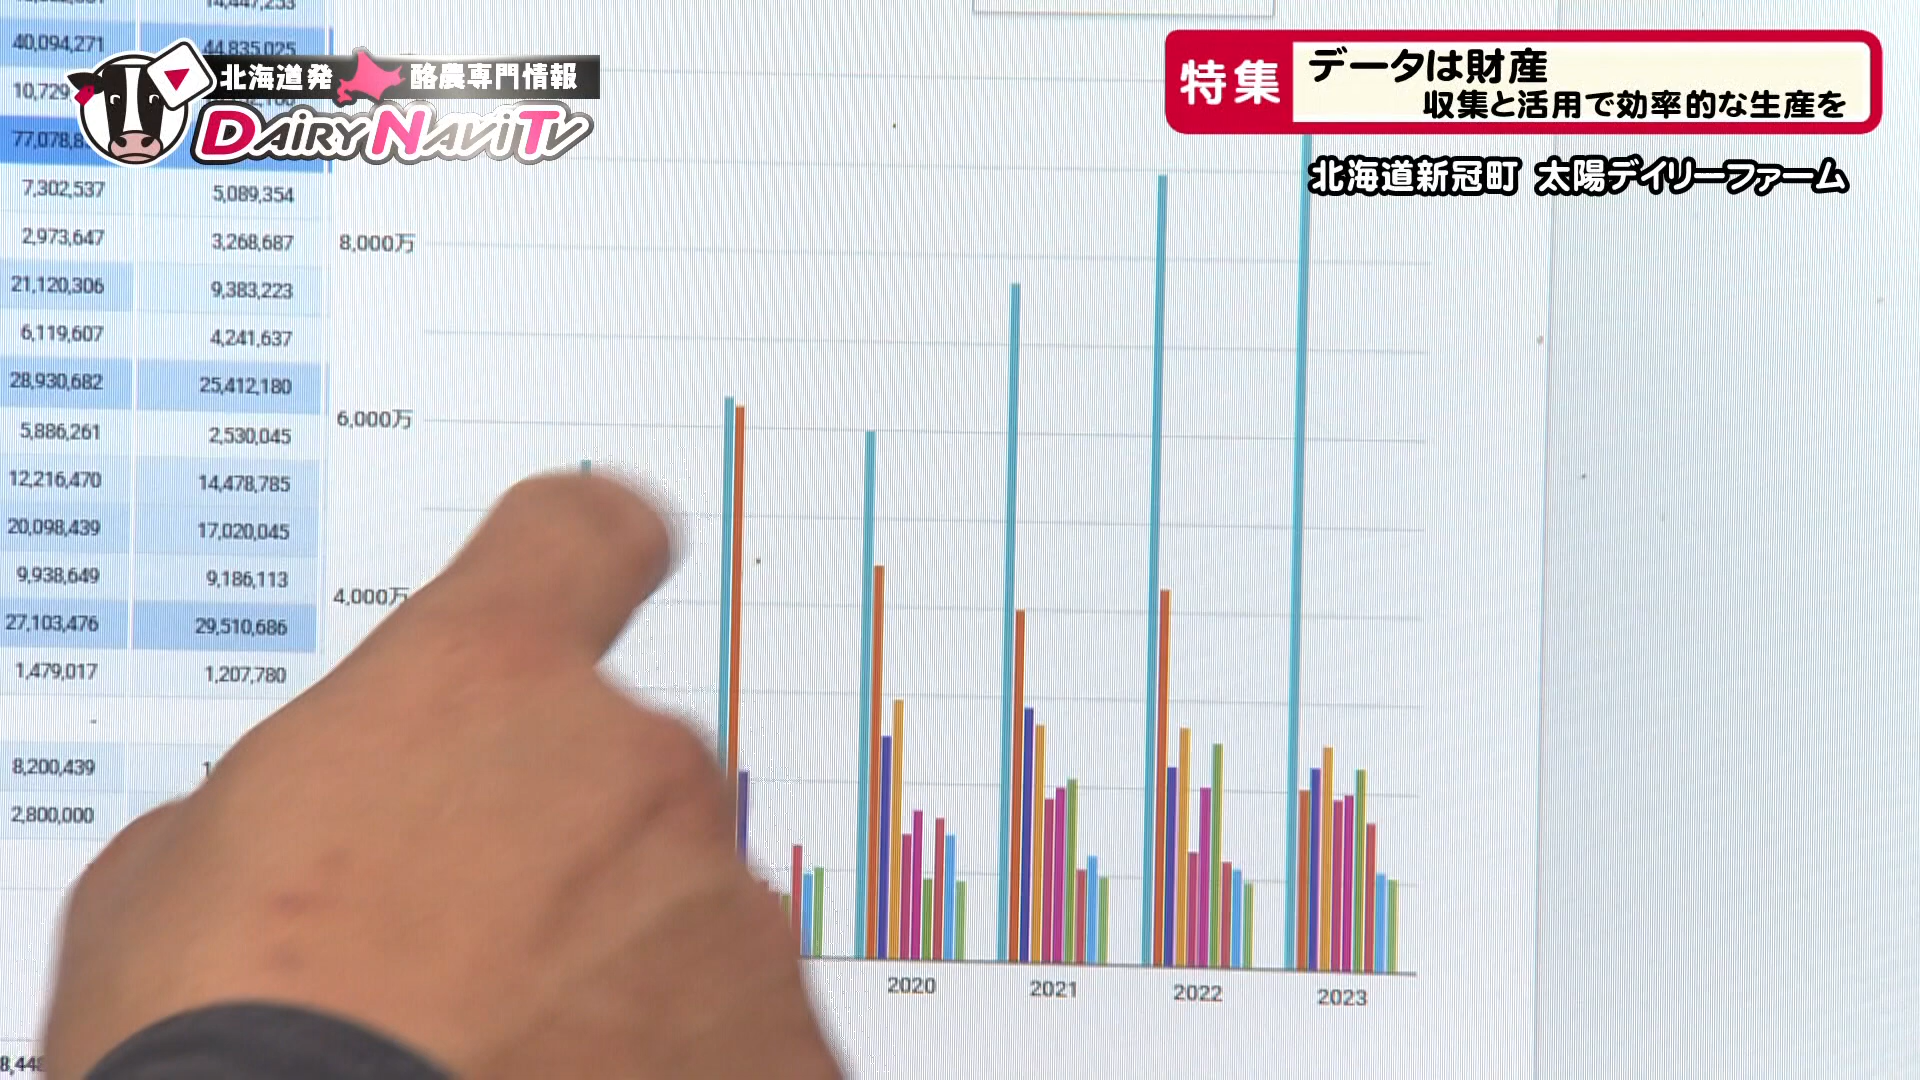 北海道発 酪農専門情報
DAIRY NAVI TV
特集
データは財産
収集と活用で効率的な生産を
北海道新冠町 太陽デイリーファーム
40,094,271 44,835,025
10,729
77,078,8
7,302,537 5,089,354
2,973,647 3,268,687
21,120,306 9,383,223
6,119,607 4,241,637
28,930,682 25,412,180
5,886,261 2,530,045
12,216,470 14,478,785
20,098,439 17,020,045
9,938,649 9,186,113
27,103,476 29,510,686
1,479,017 1,207,780
-
8,200,439 1
2,800,000
8,448
8,000万
6,000万
4,000万
2020 2021 2022 2023